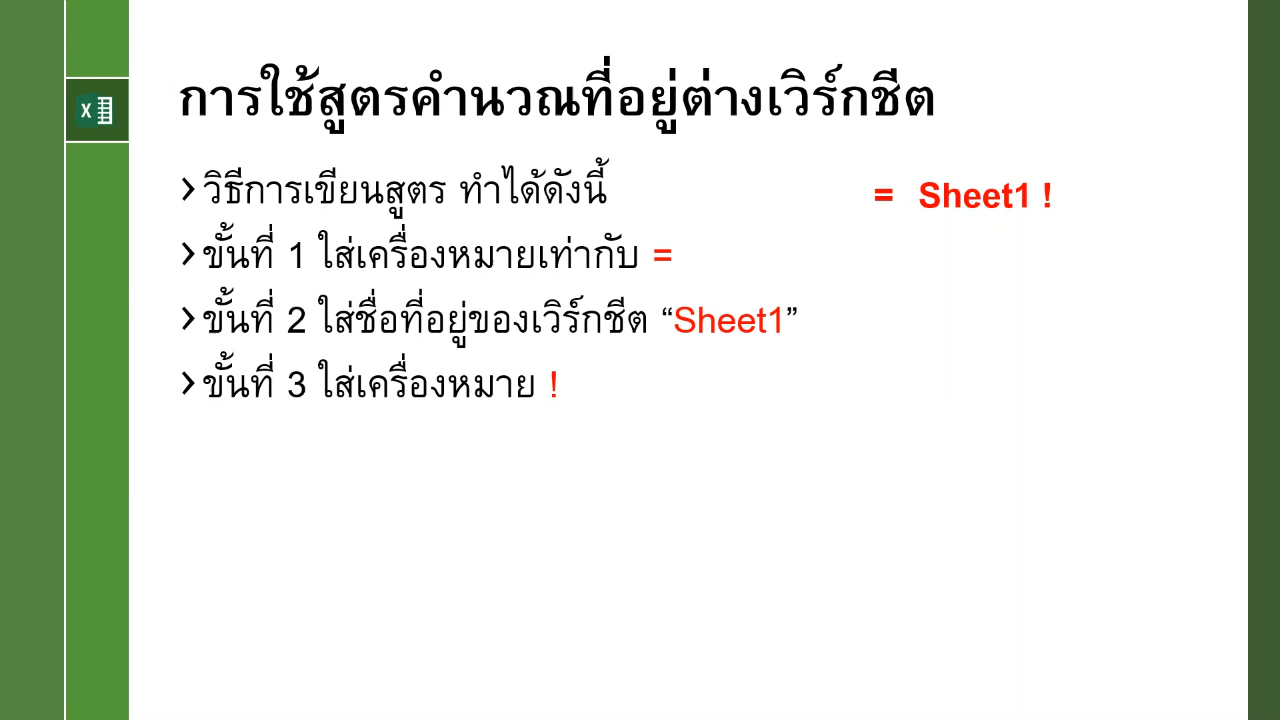 การใช้สูตรคำนวณที่อยู่ต่างเวิร์กชีต
› วิธีการเขียนสูตร ทำได้ดังนี้
= Sheet1 !
› ขั้นที่ 1 ใส่เครื่องหมายเท่ากับ =
› ขั้นที่ 2 ใส่ชื่อที่อยู่ของเวิร์กชีต “Sheet1”
› ขั้นที่ 3 ใส่เครื่องหมาย !
X